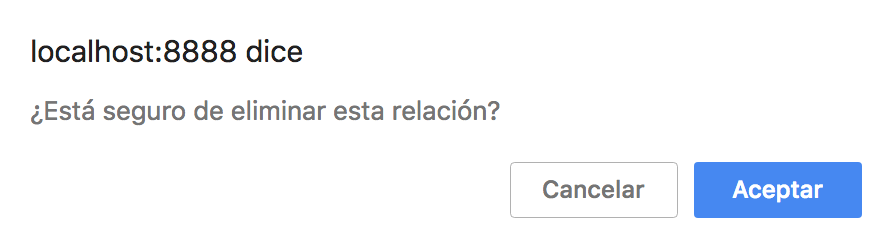 localhost:8888 dice
¿Está seguro de eliminar esta relación?
Cancelar
Aceptar